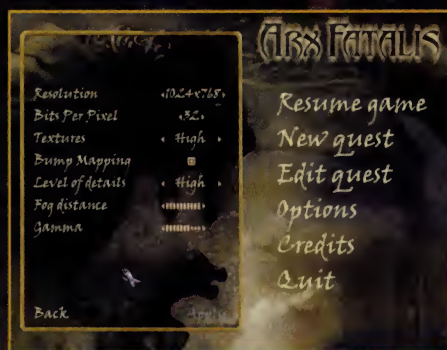 ARX FATALIS
Resolution 1024x768
Bits Per Pixel 32
Textures High
Bump Mapping
Level of details High
Fog distance
Gamma
Back Apply
Resume game
New quest
Edit quest
Options
Credits
Quit